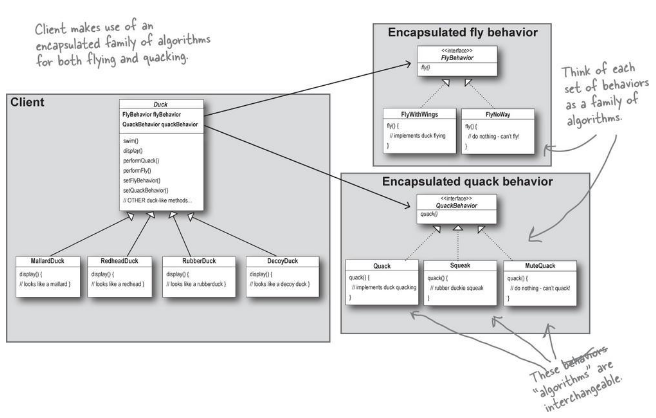 Client makes use of an
encapsulated family of algorithms
for both flying and quacking.
Encapsulated fly behavior
<<interface>>
FlyBehavior
fly()
FlyWithWings
fly() {
// implements duck flying
}
FlyNoWay
fly() {
// do nothing - can't fly!
}
Think of each
set of behaviors
as a family of
algorithms.
Client
Duck
FlyBehavior flyBehavior
QuackBehavior quackBehavior
swim()
display()
performQuack()
performFly()
setFlyBehavior()
setQuackBehavior()
// OTHER duck-like methods...
MallardDuck
display() {
// looks like a mallard }
RedheadDuck
display() {
// looks like a redhead }
RubberDuck
display() {
// looks like a rubberduck }
DecoyDuck
display() {
// looks like a decoy duck }
Encapsulated quack behavior
<<interface>>
QuackBehavior
quack()
Quack
quack() {
// implements duck quacking
}
Squeak
quack() {
// rubber duckie squeak
}
MuteQuack
quack() {
// do nothing - can't quack!
}
These behaviors
"algorithms" are
interchangeable.